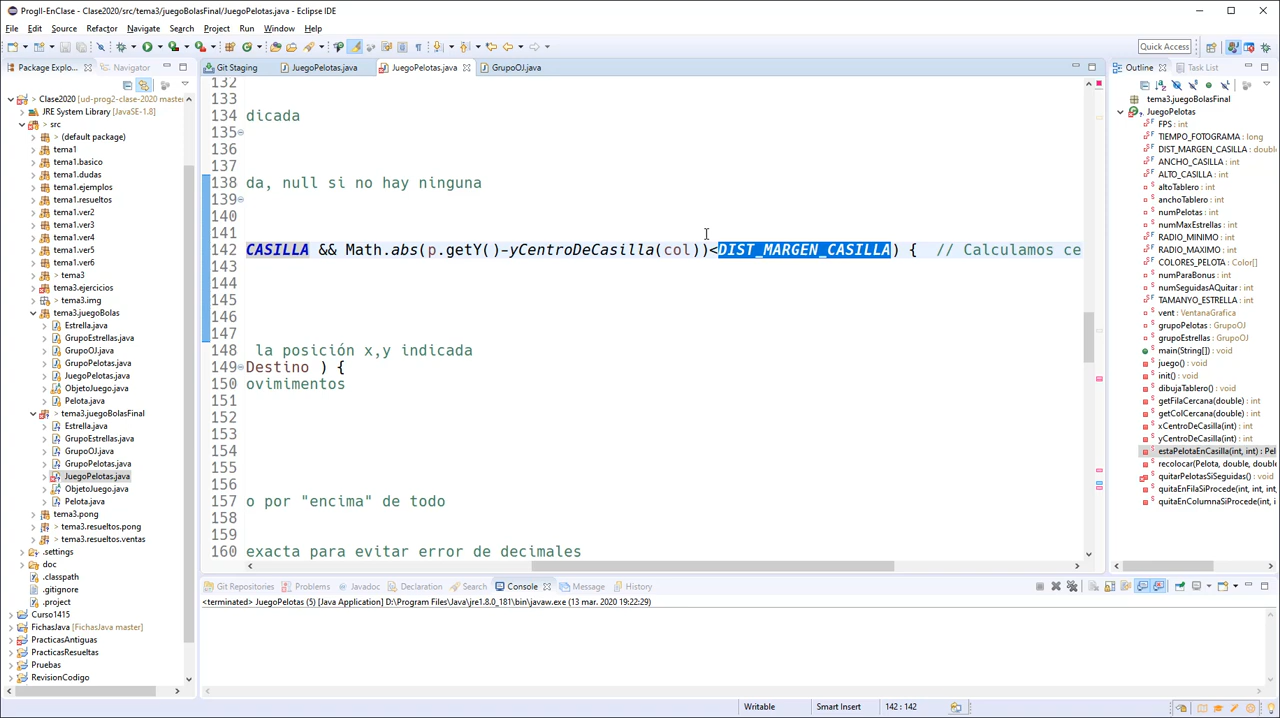 ProgII-EnClase - Clase2020/src/tema3/juegoBolasFinal/JuegoPelotas.java - Eclipse IDE
File Edit Source Refactor Navigate Search Project Run Window Help
Quick Access
Package Explo...
Navigator
Clase2020 (ud-prog2-clase-2020 master
JRE System Library [JavaSE-1.8]
src
> (default package)
tema1
> tema1.basico
> tema1.dudas
> tema1.ejemplos
tema1.resueltos
> tema1.ver2
> tema1.ver3
> tema1.ver4
> tema1.ver5
> tema1.ver6
> tema3
> tema3.img
tema3.ejercicio
> tema3.juegoBolas
Estrella.java
GrupoEstrellas.java
GrupoOJ.java
GrupoPelotas.java
JuegoPelotas.java
ObjetoJuego.java
Pelota.java
> tema3.juegoBolasFinal
Estrella.java
GrupoEstrellas.java
GrupoOJ.java
GrupoPelotas.java
JuegoPelotas.java
ObjetoJuego.java
Pelota.java
tema3.pong
> tema3.resueltos.pong
> tema3.resueltos.ventas
.settings
doc
.classpath
.gitignore
.project
Curso1415
FichasJava [FichasJava master]
PracticasAntiguas
PracticasResueltas
Pruebas
RevisionCodigo
Git Staging JuegoPelotas.java JuegoPelotas.java GrupoOJ.java
132
133
134 dicada
135
136
137
138 da, null si no hay ninguna
139
140
141
142 CASILLA && Math.abs(p.getY()-yCentroDeCasilla(col))<DIST_MARGEN_CASILLA) { // Calculamos ce
143
144
145
146
147
148 la posición x,y indicada
149 Destino ) {
150 ovimimentos
151
152
153
154
155
156
157 o por "encima" de todo
158
159
160 exacta para evitar error de decimales
Git Repositories Problems Javadoc Declaration Search Console Message History
<terminated> JuegoPelotas (5) [Java Application] D:\Program Files\Java\jre1.8.0_181\bin\javaw.exe (13 mar. 2020 19:22:29)
Outline Task List
tema3.juegoBolasFinal
JuegoPelotas
FPS : int
TIEMPO_FOTOGRAMA : long
DIST_MARGEN_CASILLA : double
ANCHO_CASILLA : int
ALTO_CASILLA : int
altoTablero : int
anchoTablero : int
numPelotas : int
numMaxEstrellas : int
RADIO_MINIMO : int
RADIO_MAXIMO : int
COLORES_PELOTA : Color[]
numParaBonus : int
numSeguidasAQuitar : int
TAMANYO_ESTRELLA : int
vent : VentanaGrafica
grupoPelotas : GrupoOJ
grupoEstrellas : GrupoOJ
main(String[]) : void
juego() : void
init() : void
dibujaTablero() : void
getFilaCercana(double) : int
getColCercana(double) : int
xCentroDeCasilla(int) : int
yCentroDeCasilla(int) : int
estaPelotaEnCasilla(int, int) : Pel
recolocar(Pelota, double, double
quitarPelotasSiSeguidas() : void
quitaEnFilaSiProcede(int, int, int,
quitaEnColumnaSiProcede(int, int
Writable Smart Insert 142 : 142